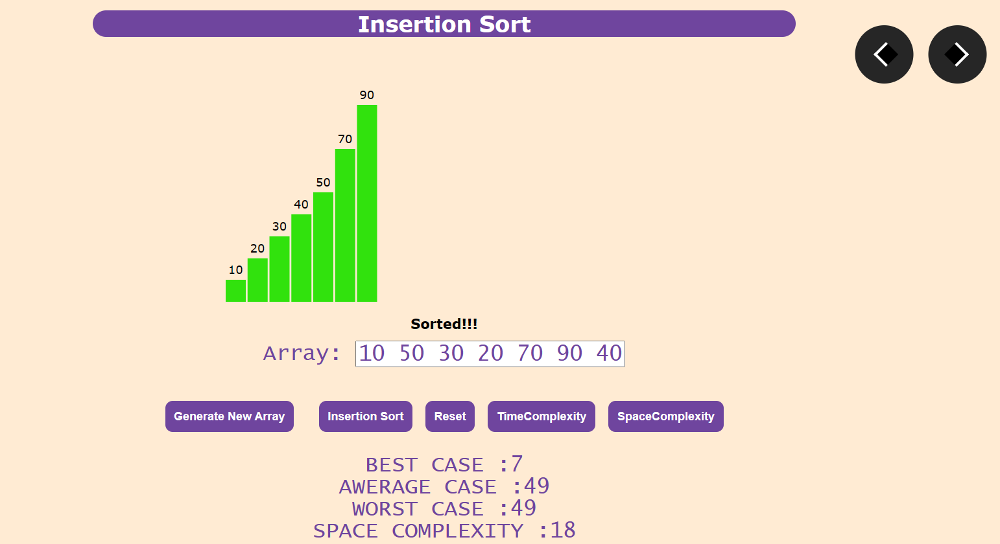 Insertion Sort
90
70
50
40
30
20
10
Sorted!!!
Array: 10 50 30 20 70 90 40
Generate New Array Insertion Sort Reset TimeComplexity SpaceComplexity
BEST CASE :7
AWERAGE CASE :49
WORST CASE :49
SPACE COMPLEXITY :18